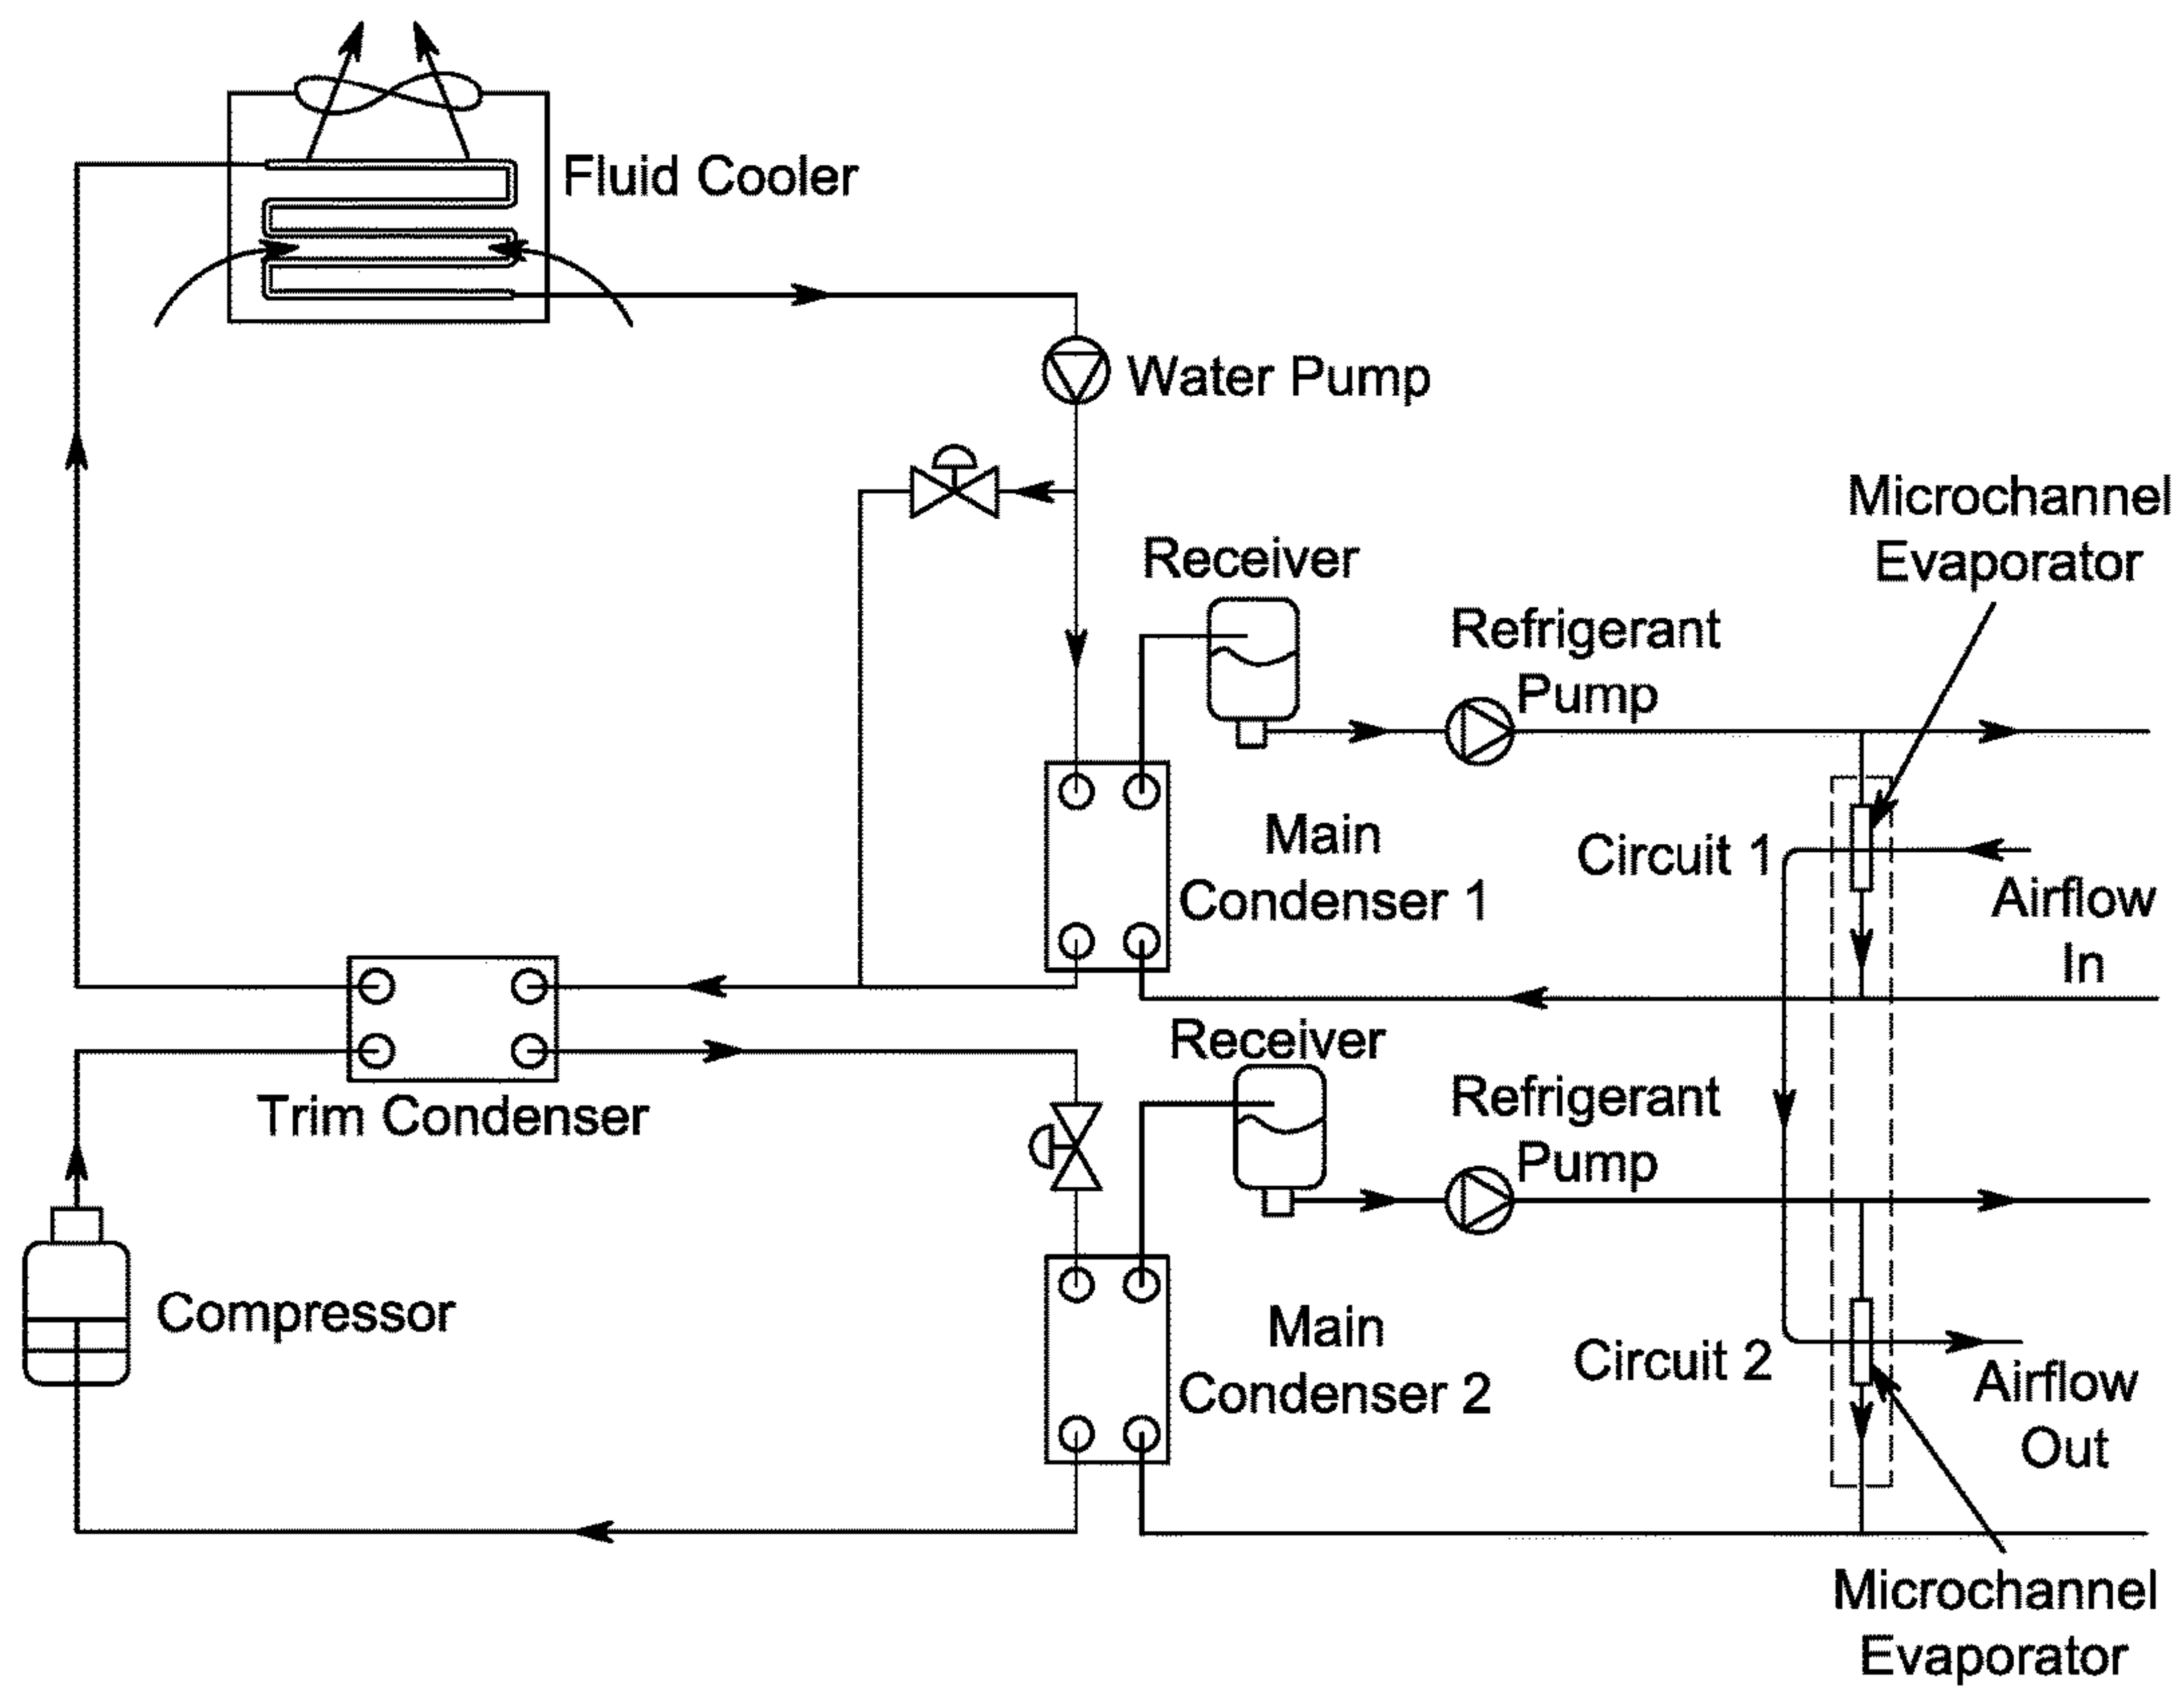 Fluid Cooler
Water Pump
Microchannel
Evaporator
Receiver
Refrigerant
Pump
Main
Condenser 1
Circuit 1
Airflow
In
Receiver
Trim Condenser
Refrigerant
Pump
Compressor
Main
Condenser 2
Circuit 2
Airflow
Out
Microchannel
Evaporator